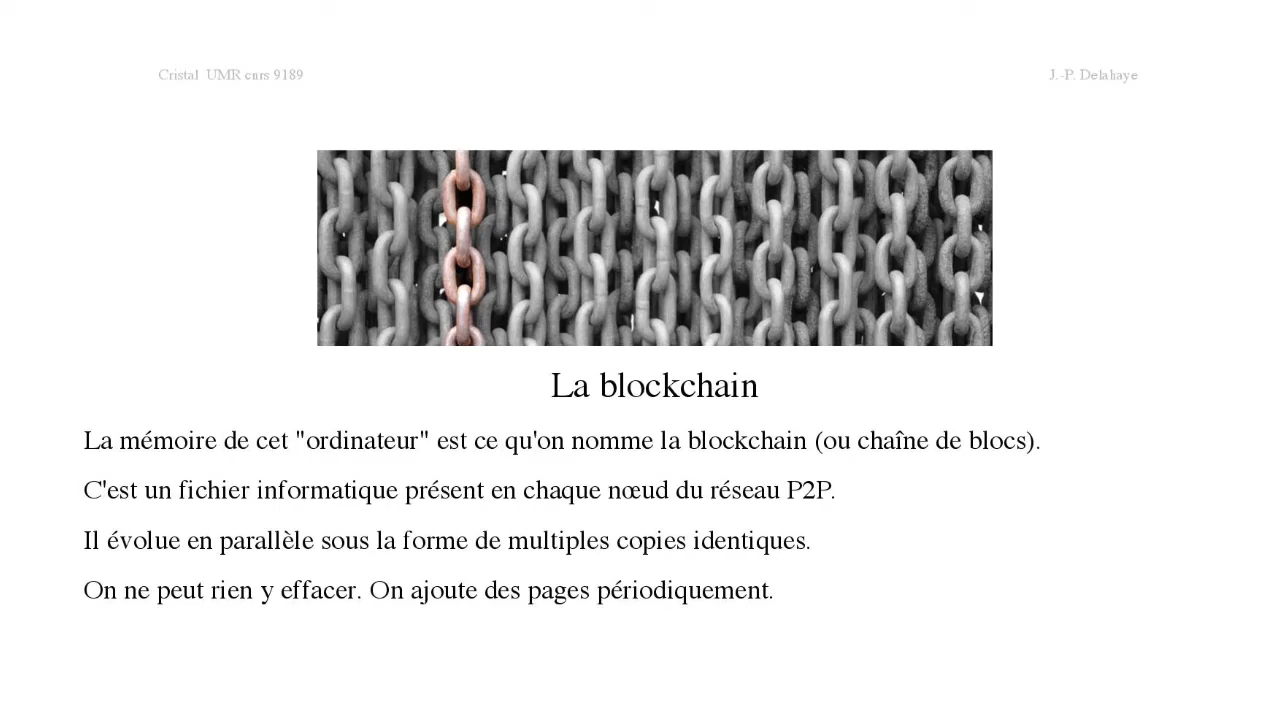 Cristal UMR cnrs 9189
J.-P. Delahaye
La blockchain
La mémoire de cet "ordinateur" est ce qu'on nomme la blockchain (ou chaîne de blocs).
C'est un fichier informatique présent en chaque nœud du réseau P2P.
Il évolue en parallèle sous la forme de multiples copies identiques.
On ne peut rien y effacer. On ajoute des pages périodiquement.